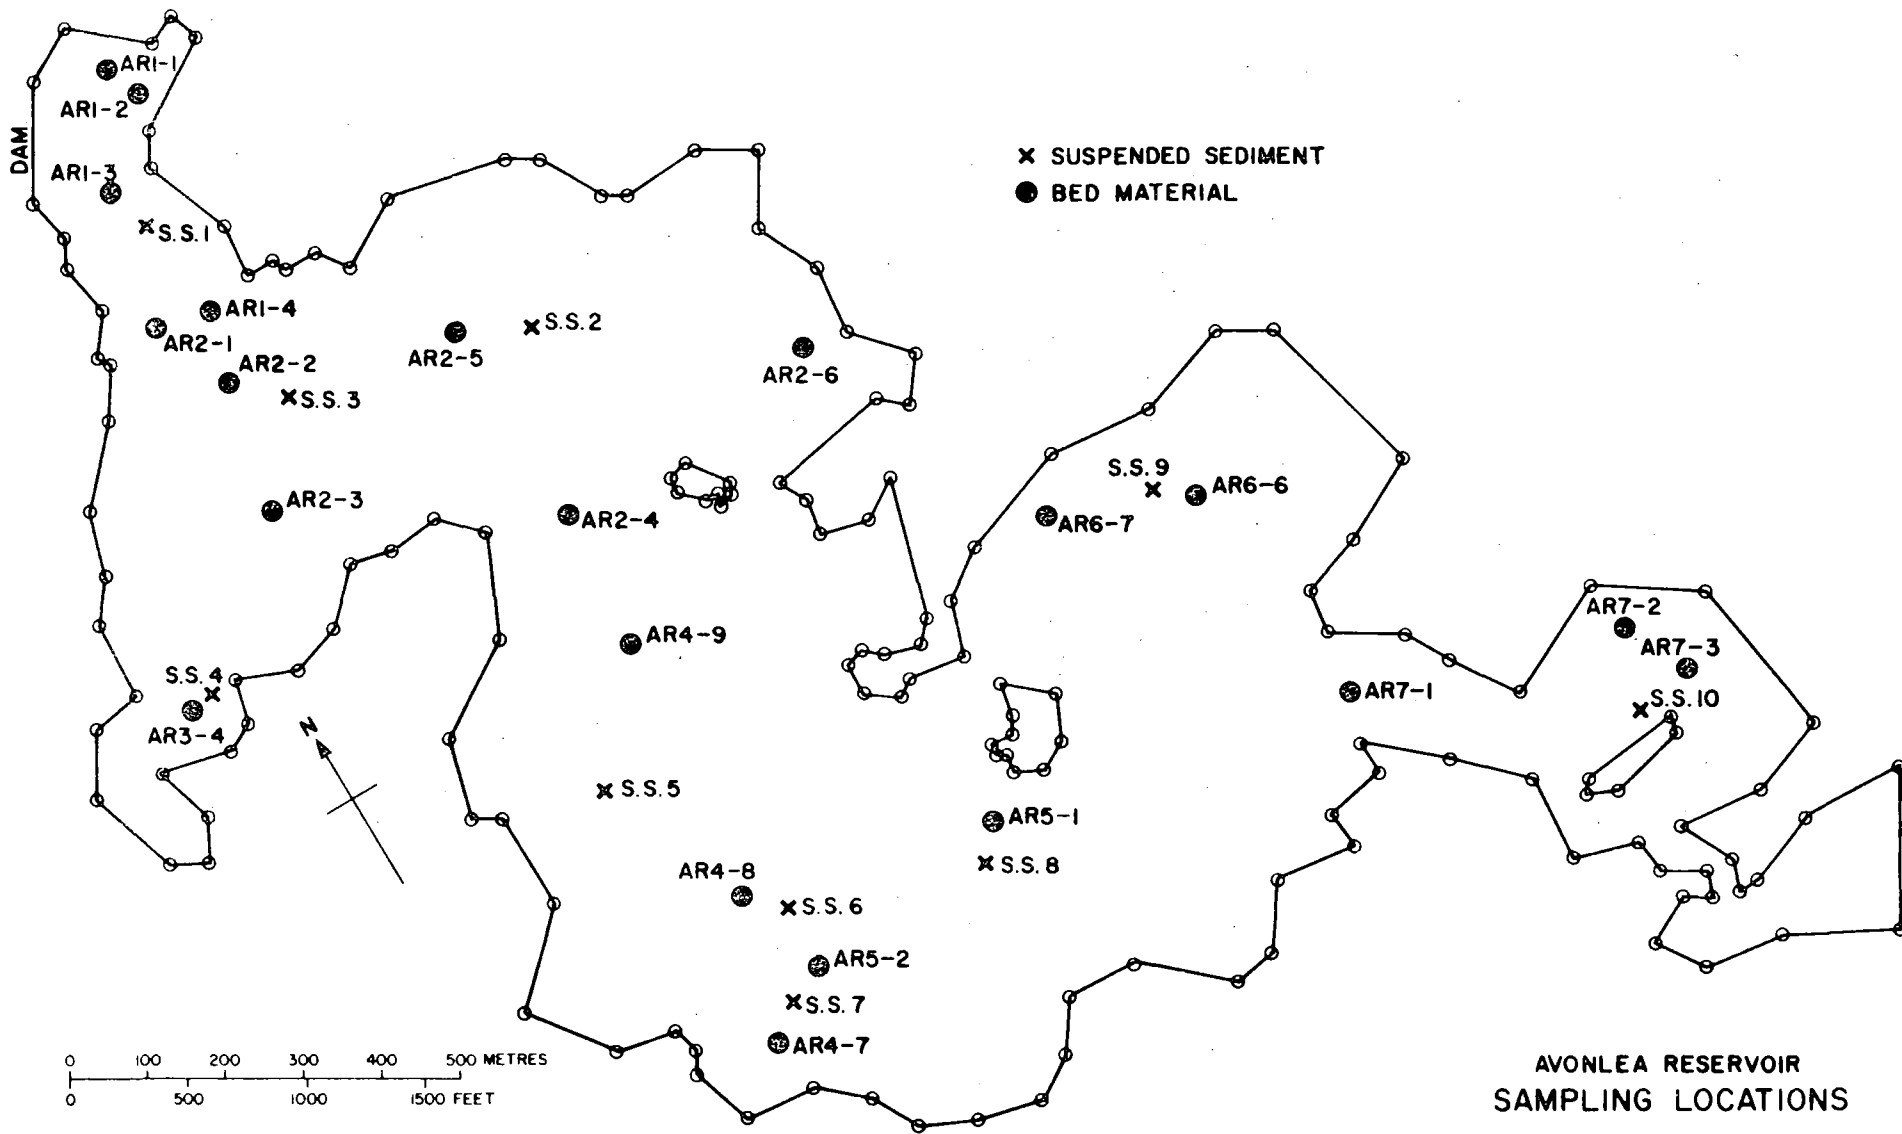 AR1-1
AR1-2
DAM
AR1-3
S.S.1
× SUSPENDED SEDIMENT
● BED MATERIAL
AR1-4
AR2-1
AR2-2
S.S.3
AR2-5
S.S.2
AR2-6
AR2-3
AR2-4
S.S.9
AR6-6
AR6-7
AR4-9
AR7-2
AR7-3
AR7-1
S.S.10
S.S.4
AR3-4
N
S.S.5
AR5-1
S.S.8
AR4-8
S.S.6
AR5-2
S.S.7
AR4-7
0 100 200 300 400 500 METRES
0 500 1000 1500 FEET
AVONLEA RESERVOIR
SAMPLING LOCATIONS